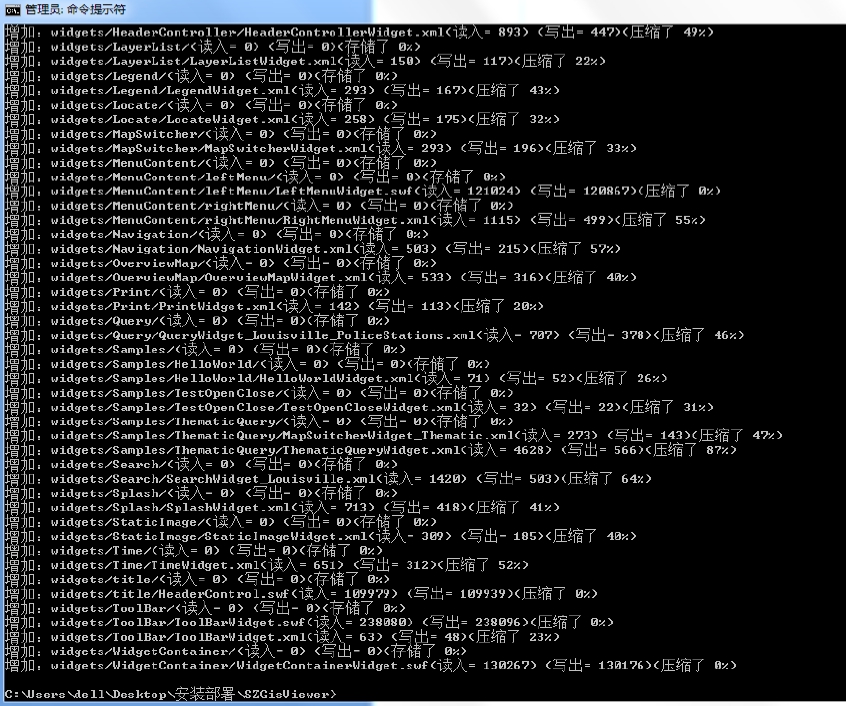 管理员: 命令提示符
增加: widgets/HeaderController/HeaderControllerWidget.xml(读入= 893) (写出= 447)(压缩了 49%)
增加: widgets/LayerList/(读入= 0) (写出= 0)(存储了 0%)
增加: widgets/LayerList/LayerListWidget.xml(读入= 150) (写出= 117)(压缩了 22%)
增加: widgets/Legend/(读入= 0) (写出= 0)(存储了 0%)
增加: widgets/Legend/LegendWidget.xml(读入= 293) (写出= 167)(压缩了 43%)
增加: widgets/Locate/(读入= 0) (写出= 0)(存储了 0%)
增加: widgets/Locate/LocateWidget.xml(读入= 258) (写出= 175)(压缩了 32%)
增加: widgets/MapSwitcher/(读入= 0) (写出= 0)(存储了 0%)
增加: widgets/MapSwitcher/MapSwitcherWidget.xml(读入= 293) (写出= 196)(压缩了 33%)
增加: widgets/MenuContent/(读入= 0) (写出= 0)(存储了 0%)
增加: widgets/MenuContent/leftMenu/(读入= 0) (写出= 0)(存储了 0%)
增加: widgets/MenuContent/leftMenu/LeftMenuWidget.swf(读入= 121024) (写出= 120867)(压缩了 0%)
增加: widgets/MenuContent/rightMenu/(读入= 0) (写出= 0)(存储了 0%)
增加: widgets/MenuContent/rightMenu/RightMenuWidget.xml(读入= 1115) (写出= 499)(压缩了 55%)
增加: widgets/Navigation/(读入= 0) (写出= 0)(存储了 0%)
增加: widgets/Navigation/NavigationWidget.xml(读入= 503) (写出= 215)(压缩了 57%)
增加: widgets/OverviewMap/(读入= 0) (写出= 0)(存储了 0%)
增加: widgets/OverviewMap/OverviewMapWidget.xml(读入= 533) (写出= 316)(压缩了 40%)
增加: widgets/Print/(读入= 0) (写出= 0)(存储了 0%)
增加: widgets/Print/PrintWidget.xml(读入= 142) (写出= 113)(压缩了 20%)
增加: widgets/Query/(读入= 0) (写出= 0)(存储了 0%)
增加: widgets/Query/QueryWidget_Louisville_PoliceStations.xml(读入= 707) (写出= 378)(压缩了 46%)
增加: widgets/Samples/(读入= 0) (写出= 0)(存储了 0%)
增加: widgets/Samples/HelloWorld/(读入= 0) (写出= 0)(存储了 0%)
增加: widgets/Samples/HelloWorld/HelloWorldWidget.xml(读入= 71) (写出= 52)(压缩了 26%)
增加: widgets/Samples/TestOpenClose/(读入= 0) (写出= 0)(存储了 0%)
增加: widgets/Samples/TestOpenClose/TestOpenCloseWidget.xml(读入= 32) (写出= 22)(压缩了 31%)
增加: widgets/Samples/ThematicQuery/(读入= 0) (写出= 0)(存储了 0%)
增加: widgets/Samples/ThematicQuery/MapSwitcherWidget_Thematic.xml(读入= 273) (写出= 143)(压缩了 47%)
增加: widgets/Samples/ThematicQuery/ThematicQueryWidget.xml(读入= 4628) (写出= 566)(压缩了 87%)
增加: widgets/Search/(读入= 0) (写出= 0)(存储了 0%)
增加: widgets/Search/SearchWidget_Louisville.xml(读入= 1420) (写出= 503)(压缩了 64%)
增加: widgets/Splash/(读入= 0) (写出= 0)(存储了 0%)
增加: widgets/Splash/SplashWidget.xml(读入= 713) (写出= 418)(压缩了 41%)
增加: widgets/StaticImage/(读入= 0) (写出= 0)(存储了 0%)
增加: widgets/StaticImage/StaticImageWidget.xml(读入= 309) (写出= 185)(压缩了 40%)
增加: widgets/Time/(读入= 0) (写出= 0)(存储了 0%)
增加: widgets/Time/TimeWidget.xml(读入= 651) (写出= 312)(压缩了 52%)
增加: widgets/title/(读入= 0) (写出= 0)(存储了 0%)
增加: widgets/title/HeaderControl.swf(读入= 109979) (写出= 109939)(压缩了 0%)
增加: widgets/ToolBar/(读入= 0) (写出= 0)(存储了 0%)
增加: widgets/ToolBar/ToolBarWidget.swf(读入= 238080) (写出= 238096)(压缩了 0%)
增加: widgets/ToolBar/ToolBarWidget.xml(读入= 63) (写出= 48)(压缩了 23%)
增加: widgets/WidgetContainer/(读入= 0) (写出= 0)(存储了 0%)
增加: widgets/WidgetContainer/WidgetContainerWidget.swf(读入= 130267) (写出= 130176)(压缩了 0%)
C:\Users\dell\Desktop\安装部署\SZGisViewer>